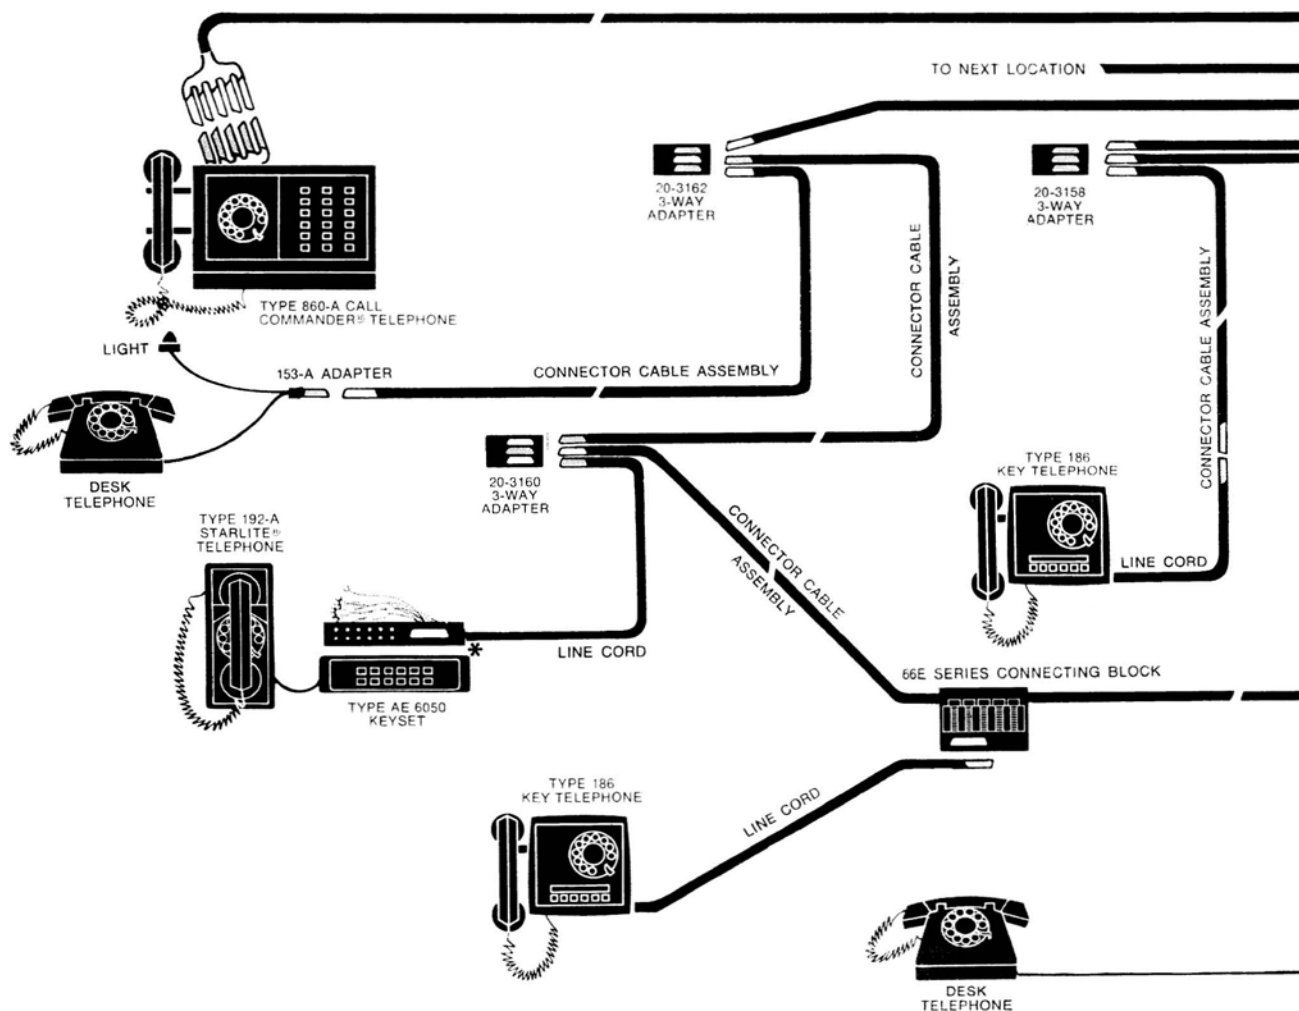 TO NEXT LOCATION
20-3162
3-WAY
ADAPTER
20-3158
3-WAY
ADAPTER
CONNECTOR CABLE
ASSEMBLY
CONNECTOR CABLE ASSEMBLY
TYPE 860-A CALL
COMMANDER® TELEPHONE
LIGHT
153-A ADAPTER
CONNECTOR CABLE ASSEMBLY
DESK
TELEPHONE
20-3160
3-WAY
ADAPTER
TYPE 186
KEY TELEPHONE
TYPE 192-A
STARLITE®
TELEPHONE
CONNECTOR CABLE
ASSEMBLY
LINE CORD
*
LINE CORD
66E SERIES CONNECTING BLOCK
TYPE AE 6050
KEYSET
TYPE 186
KEY TELEPHONE
LINE CORD
DESK
TELEPHONE